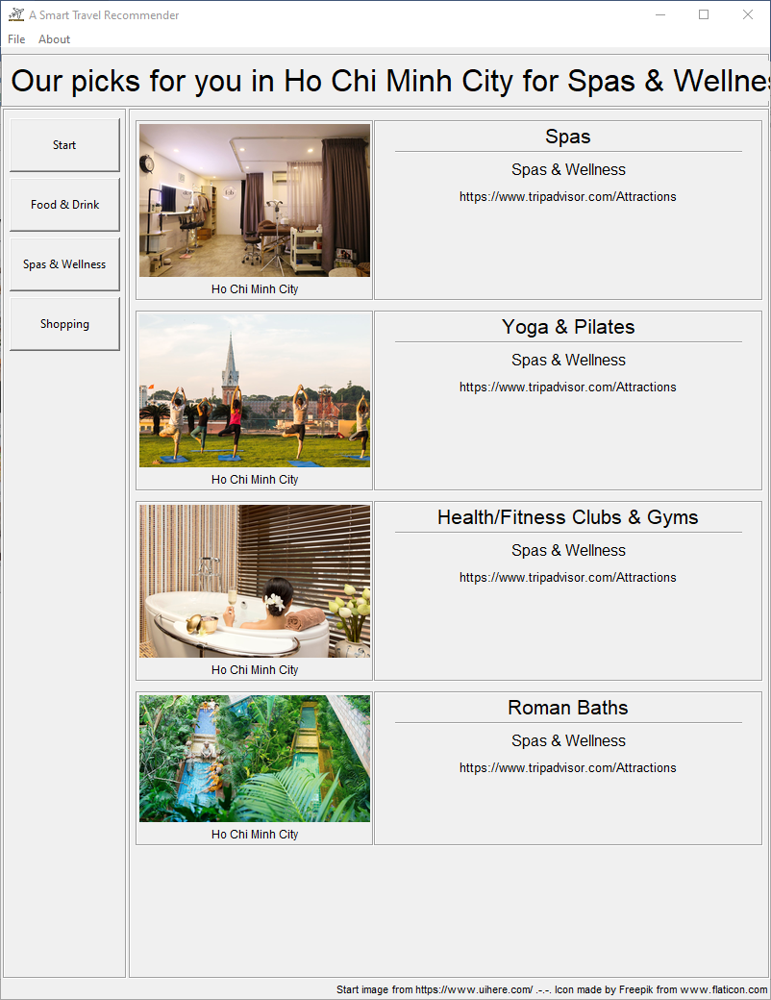 A Smart Travel Recommender
File About
Our picks for you in Ho Chi Minh City for Spas & Wellnes
Start
Food & Drink
Spas & Wellness
Shopping
Ho Chi Minh City
Spas
Spas & Wellness
https://www.tripadvisor.com/Attractions
Ho Chi Minh City
Yoga & Pilates
Spas & Wellness
https://www.tripadvisor.com/Attractions
Ho Chi Minh City
Health/Fitness Clubs & Gyms
Spas & Wellness
https://www.tripadvisor.com/Attractions
Ho Chi Minh City
Roman Baths
Spas & Wellness
https://www.tripadvisor.com/Attractions
Start image from https://www.uihere.com/ .-.-. Icon made by Freepik from www.flaticon.com